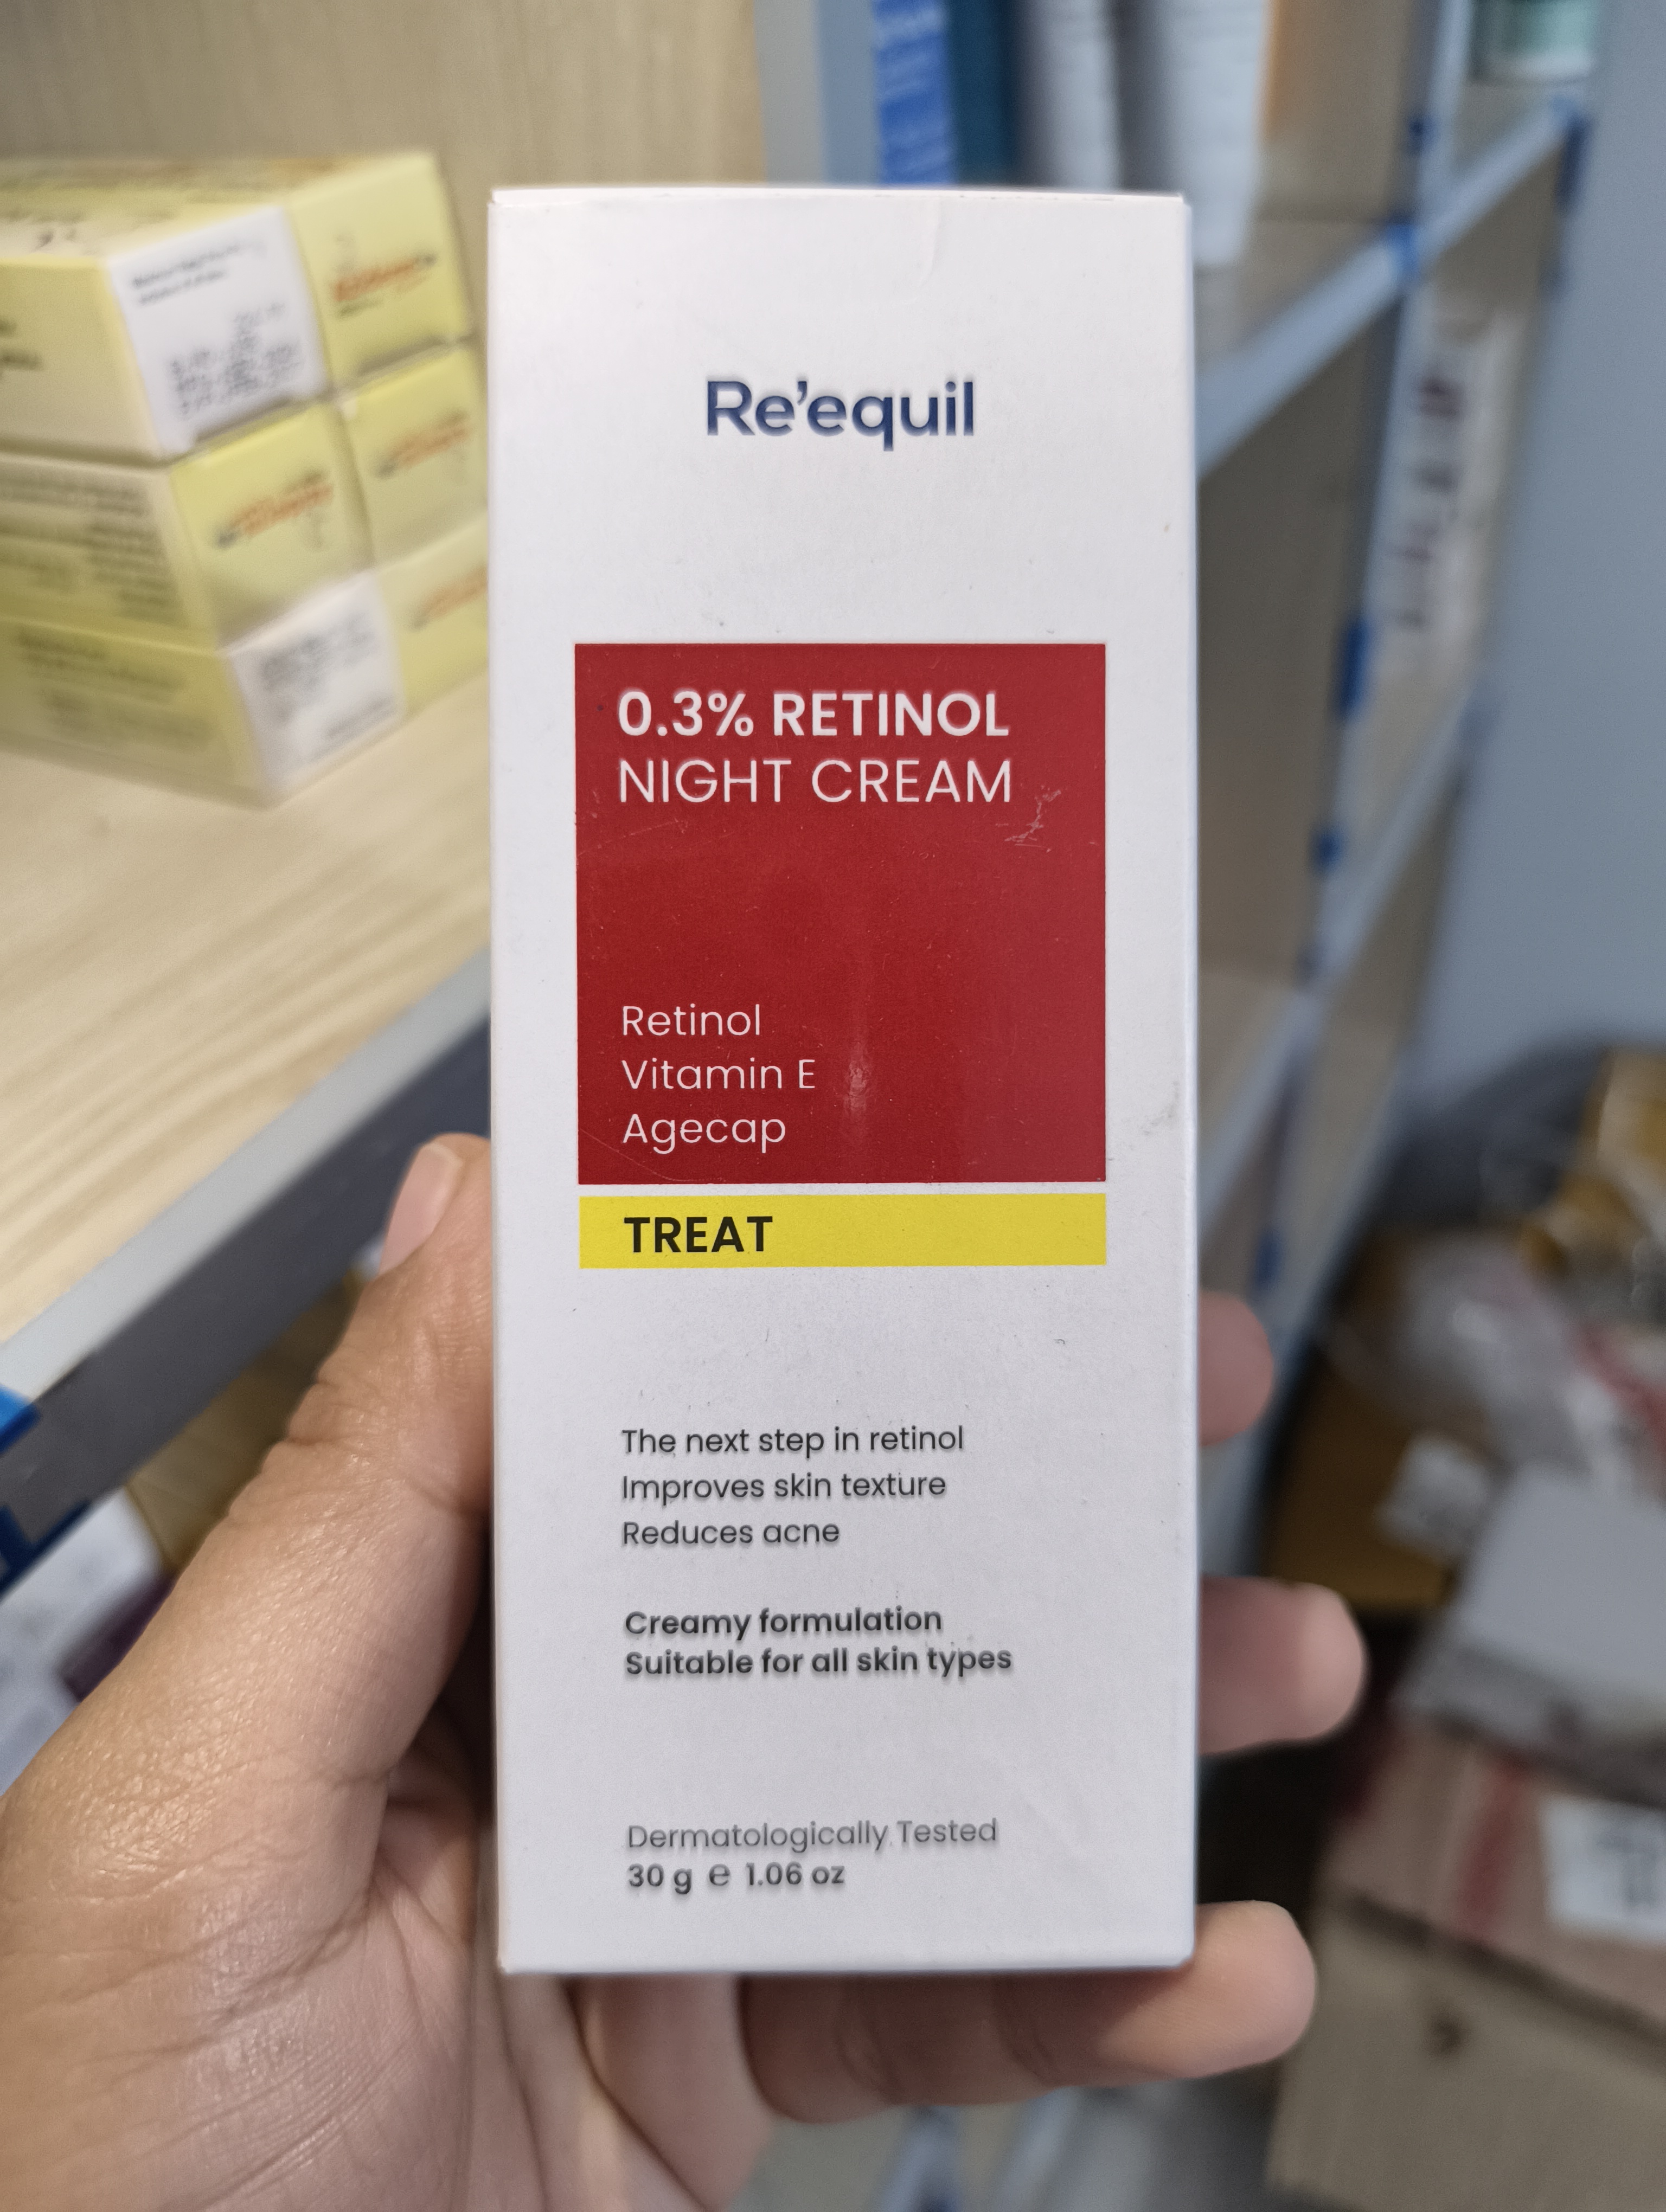 Re'equil
0.3% RETINOL
NIGHT CREAM
Retinol
Vitamin E
Agecap
TREAT
The next step in retinol
Improves skin texture
Reduces acne
Creamy formulation
Suitable for all skin types
Dermatologically Tested
30 g ℮ 1.06 oz